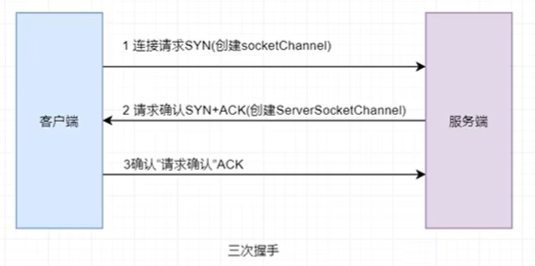 1 连接请求SYN(创建socketChannel)
2 请求确认SYN+ACK(创建ServerSocketChannel)
客户端
服务端
3确认"请求确认"ACK
三次握手